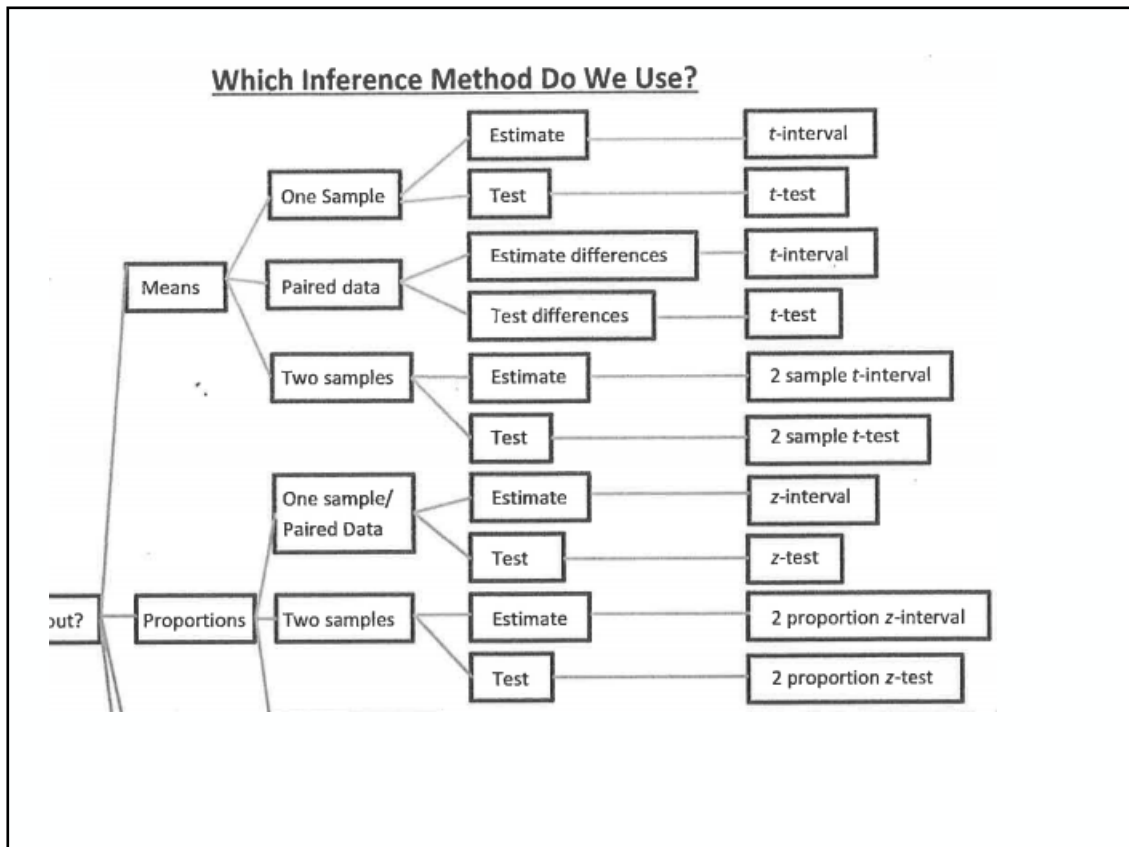 Which Inference Method Do We Use?
Estimate
t-interval
One Sample
Test
t-test
Estimate differences
t-interval
Means
Paired data
Test differences
t-test
Two samples
Estimate
2 sample t-interval
Test
2 sample t-test
One sample/
Paired Data
Estimate
z-interval
Test
z-test
out?
Proportions
Two samples
Estimate
2 proportion z-interval
Test
2 proportion z-test